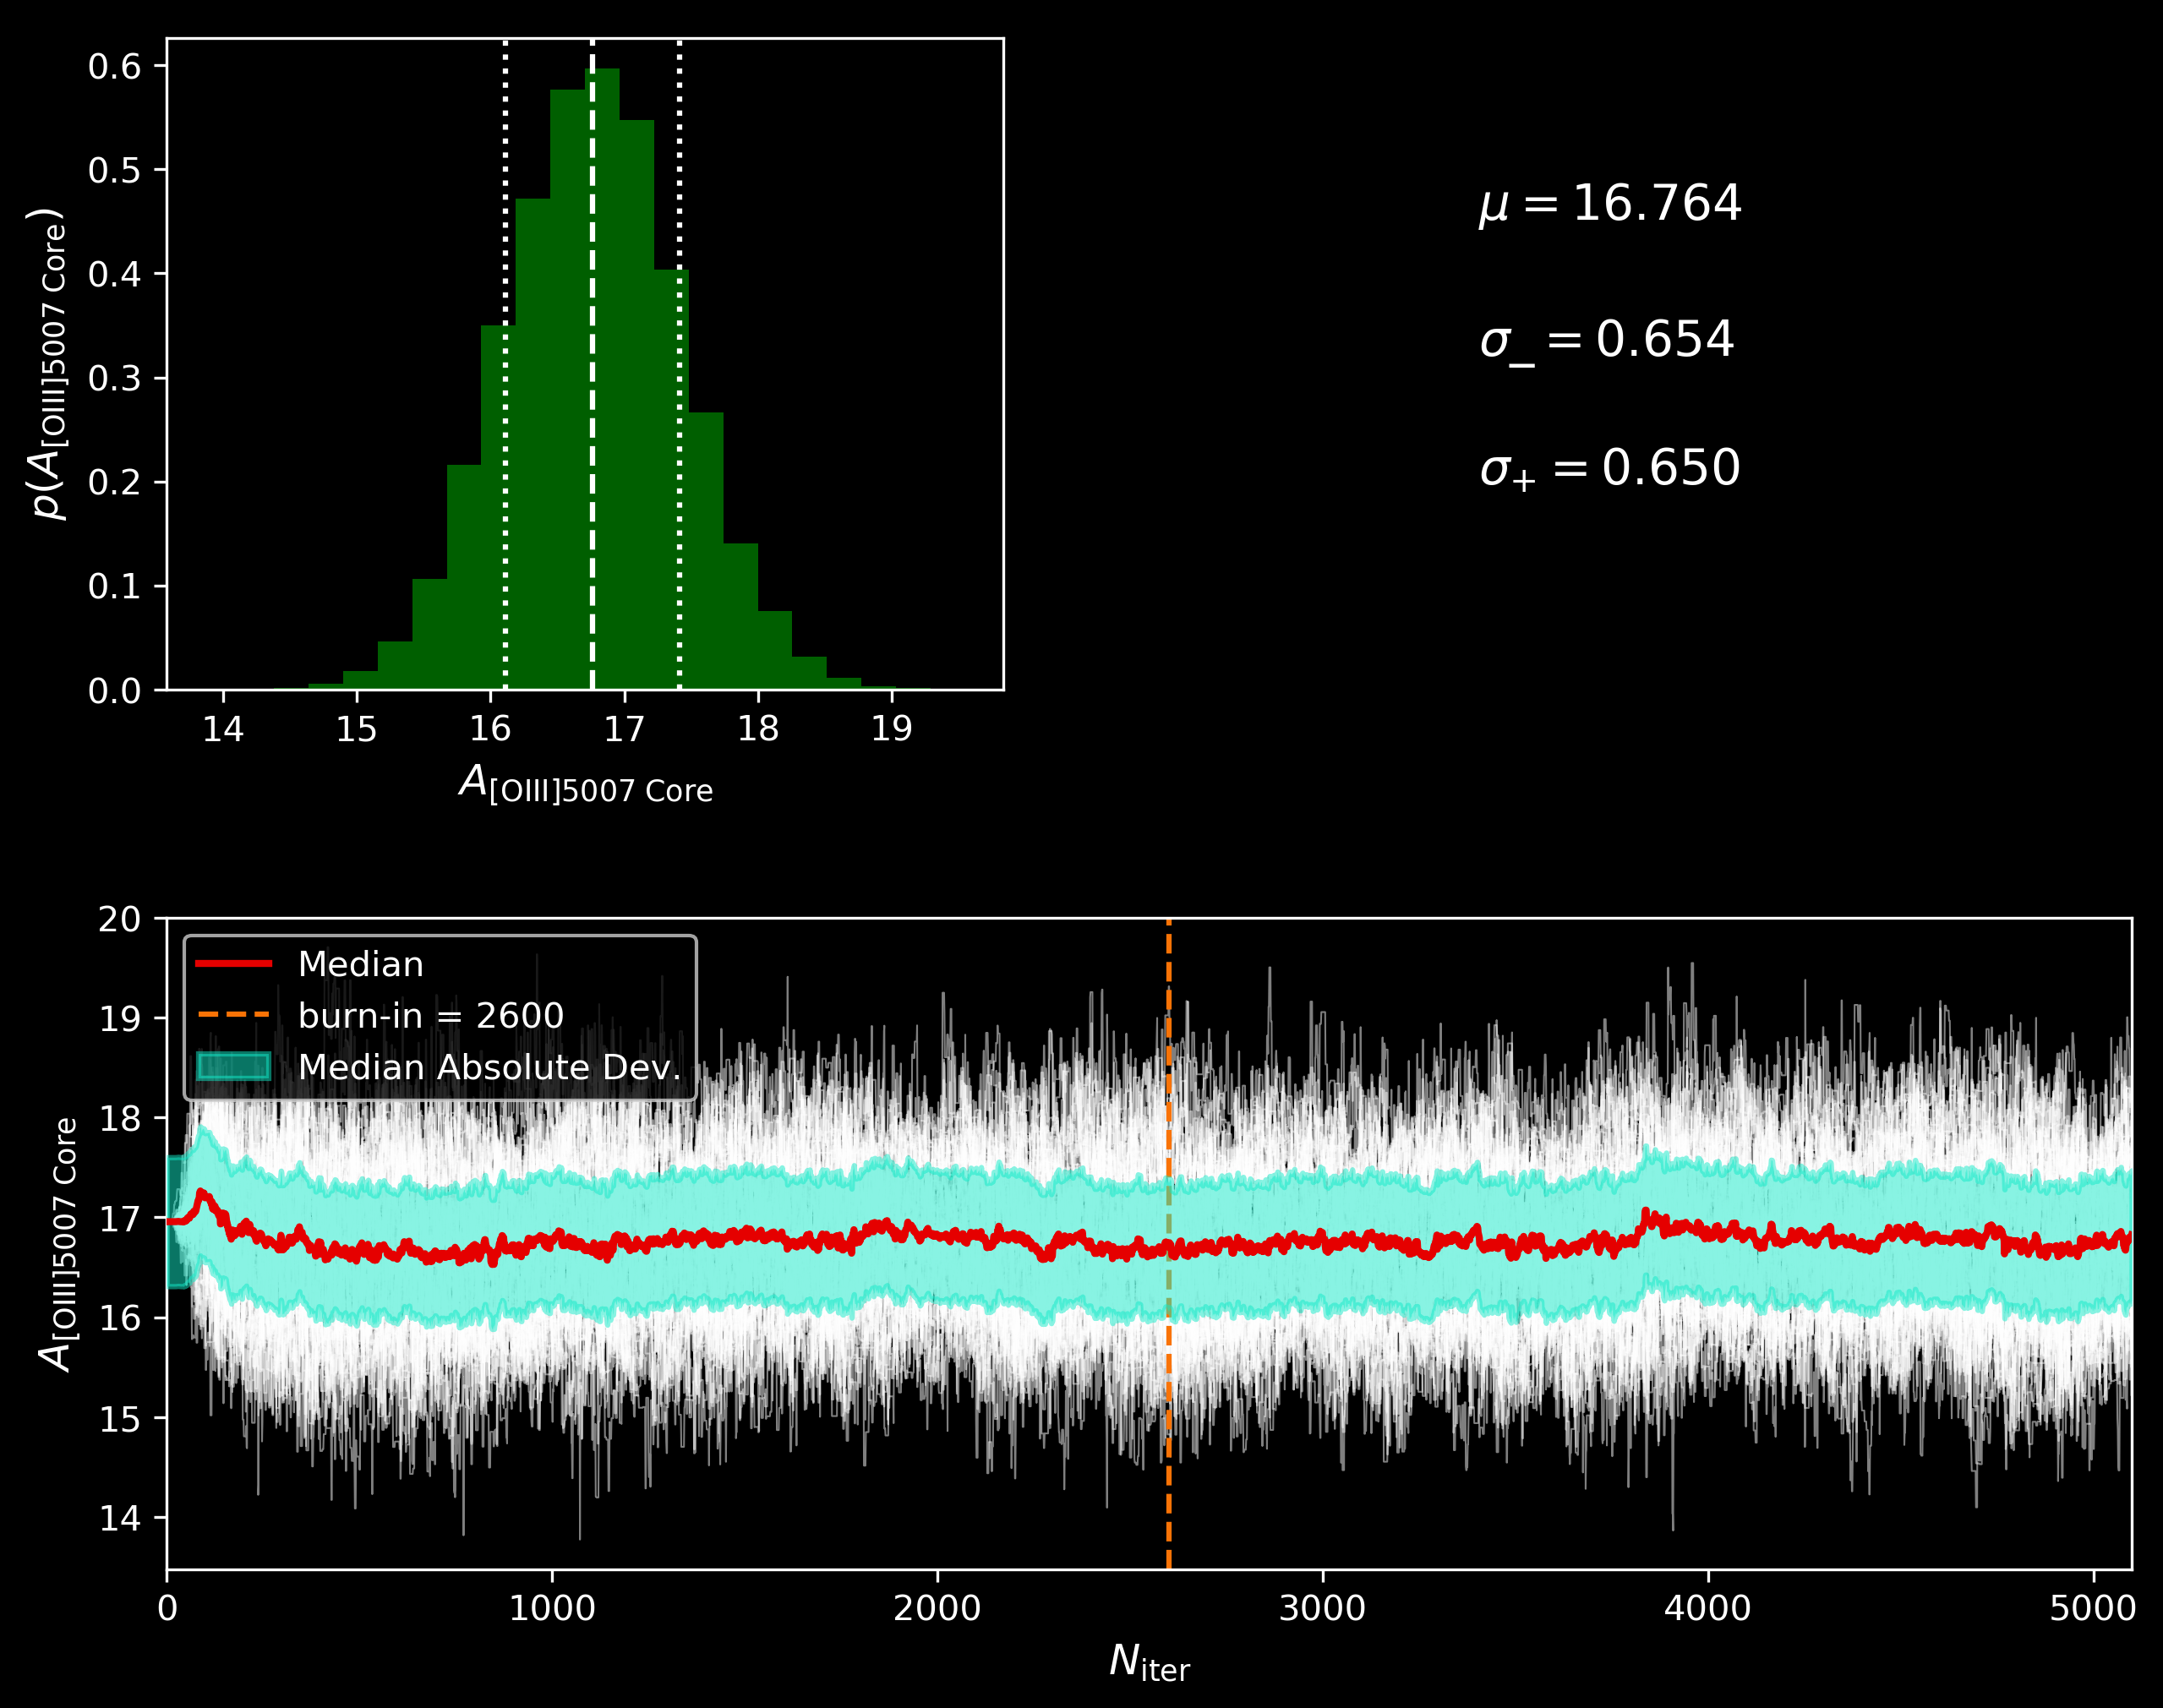 p(A[OIII]5007 Core)
0.6
0.5
0.4
0.3
0.2
0.1
0.0
14 15 16 17 18 19
A[OIII]5007 Core
μ = 16.764
σ− = 0.654
σ+ = 0.650
A[OIII]5007 Core
20
19
18
17
16
15
14
Median
burn-in = 2600
Median Absolute Dev.
0 1000 2000 3000 4000 5000
Niter